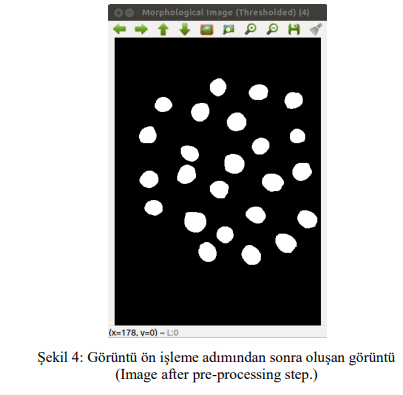 Morphological Image (Thresholded) (4)
(x=178, y=0) ~ L:0
Şekil 4: Görüntü ön işleme adımından sonra oluşan görüntü
(Image after pre-processing step.)